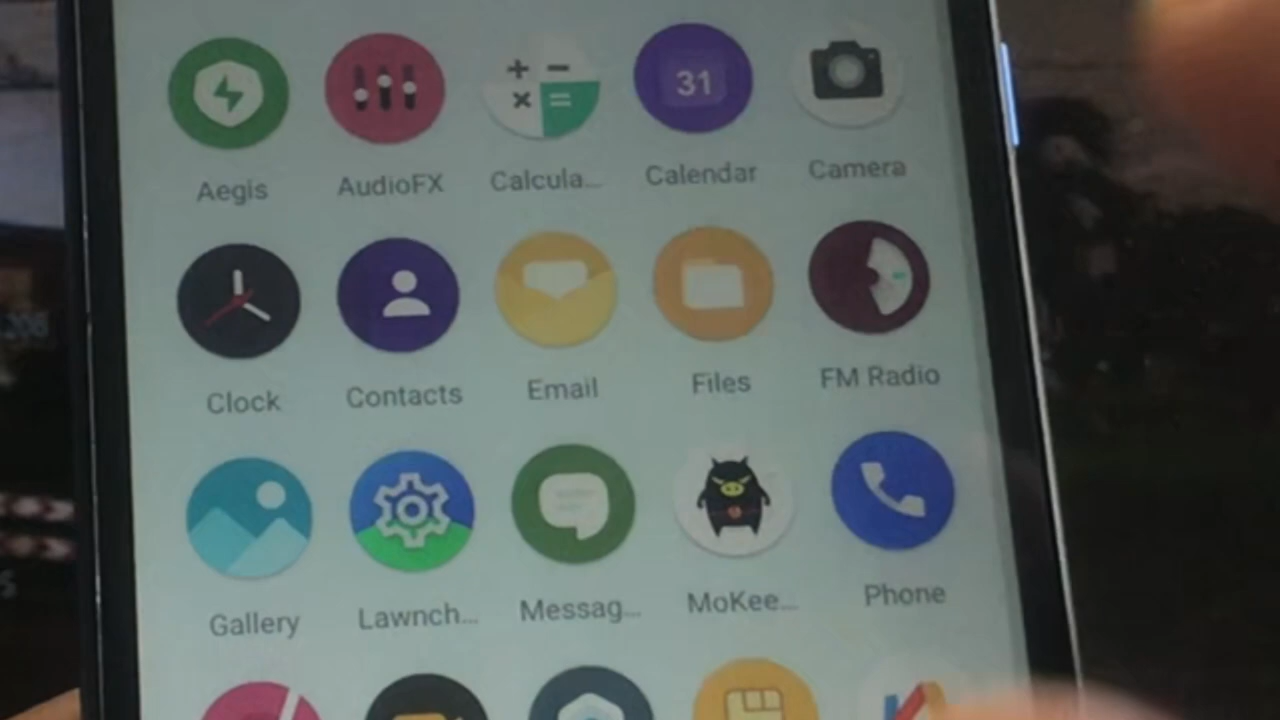 31
Aegis AudioFX Calcula... Calendar Camera
Clock Contacts Email Files FM Radio
Gallery Lawnch... Messag... MoKee... Phone